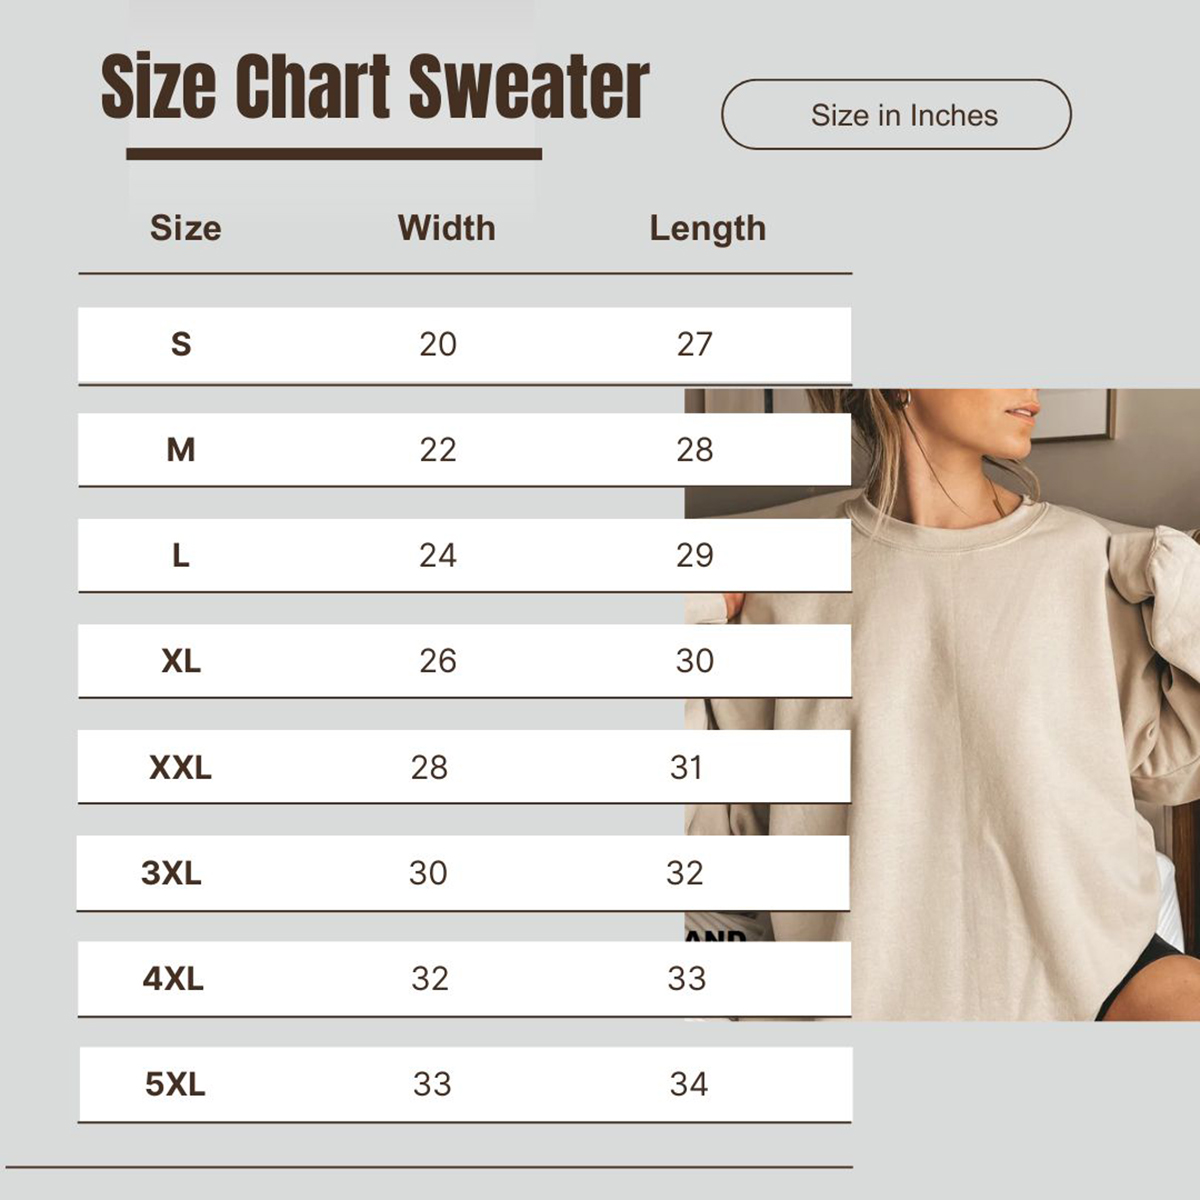 Size Chart Sweater
Size in Inches
Size Width Length
S 20 27
M 22 28
L 24 29
XL 26 30
XXL 28 31
3XL 30 32
AND
4XL 32 33
5XL 33 34